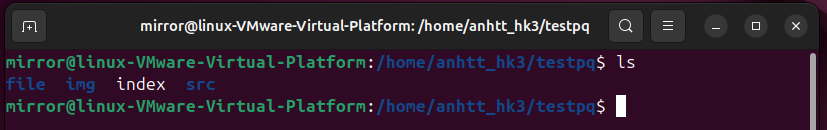 mirror@linux-VMware-Virtual-Platform: /home/anhtt_hk3/testpq
mirror@linux-VMware-Virtual-Platform:/home/anhtt_hk3/testpq$ ls
file img index src
mirror@linux-VMware-Virtual-Platform:/home/anhtt_hk3/testpq$